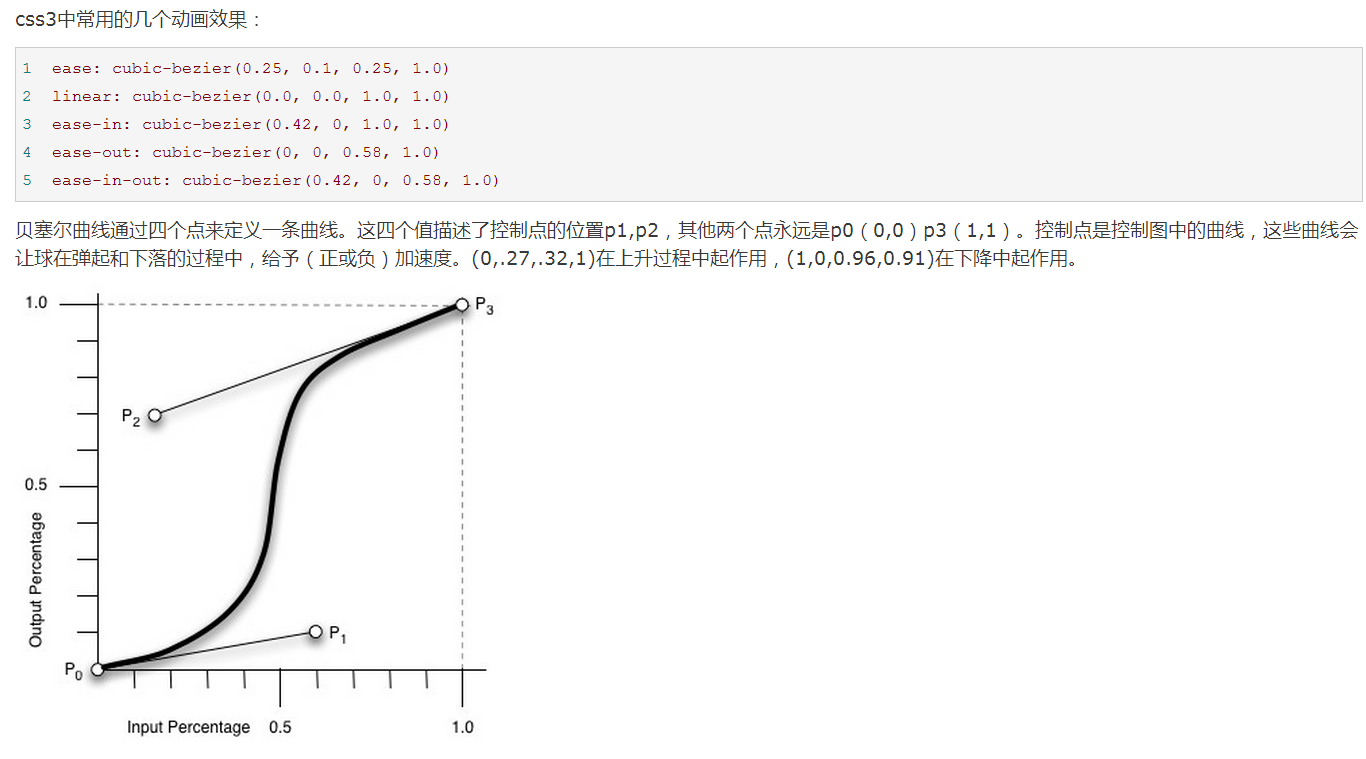 css3中常用的几个动画效果：
1 ease: cubic-bezier(0.25, 0.1, 0.25, 1.0)
2 linear: cubic-bezier(0.0, 0.0, 1.0, 1.0)
3 ease-in: cubic-bezier(0.42, 0, 1.0, 1.0)
4 ease-out: cubic-bezier(0, 0, 0.58, 1.0)
5 ease-in-out: cubic-bezier(0.42, 0, 0.58, 1.0)
贝塞尔曲线通过四个点来定义一条曲线。这四个值描述了控制点的位置p1,p2，其他两个点永远是p0（0,0）p3（1,1）。控制点是控制图中的曲线，这些曲线会
让球在弹起和下落的过程中，给予（正或负）加速度。(0,.27,.32,1)在上升过程中起作用，(1,0,0.96,0.91)在下降中起作用。
1.0
P3
P2
0.5
Output Percentage
P1
P0
Input Percentage 0.5 1.0